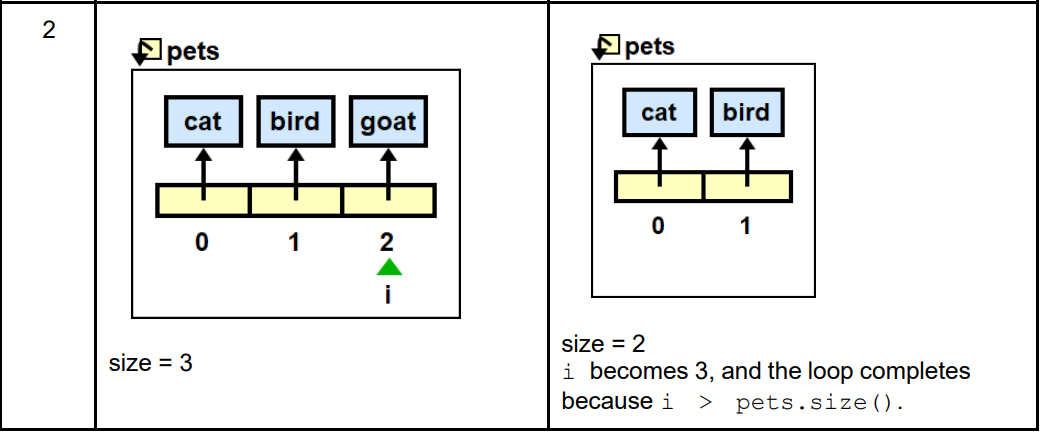 2
pets
cat bird goat
0 1 2
i
size = 3
pets
cat bird
0 1
size = 2
i becomes 3, and the loop completes
because i > pets.size().